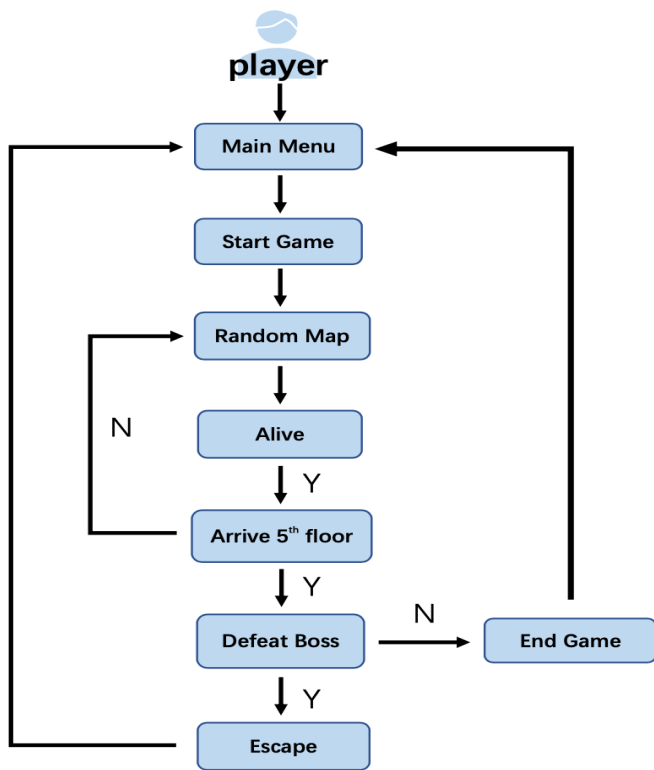 player
Main Menu
Start Game
Random Map
N
Alive
Y
Arrive 5th floor
Y
Defeat Boss
N
End Game
Y
Escape